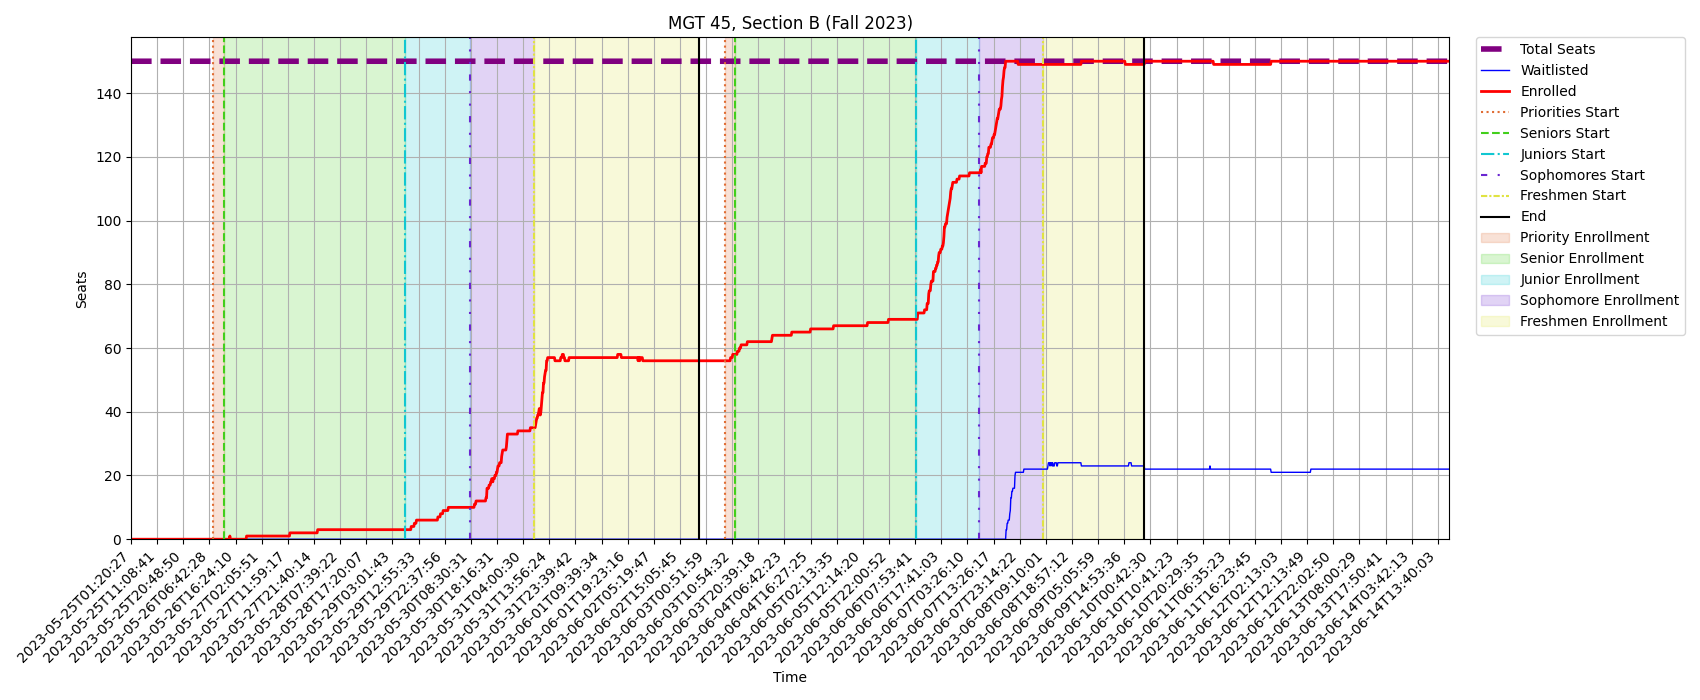 MGT 45, Section B (Fall 2023)
Seats
140
120
100
80
60
40
20
0
2023-05-25T01:20:27
2023-05-25T11:08:41
2023-05-25T20:48:50
2023-05-26T06:42:28
2023-05-26T16:24:10
2023-05-27T02:05:51
2023-05-27T11:59:17
2023-05-27T21:40:14
2023-05-28T07:39:22
2023-05-28T17:20:07
2023-05-29T03:01:43
2023-05-29T12:55:33
2023-05-29T22:37:56
2023-05-30T08:30:31
2023-05-30T18:16:31
2023-05-31T04:00:30
2023-05-31T13:56:24
2023-05-31T23:39:42
2023-06-01T09:39:34
2023-06-01T19:23:16
2023-06-02T05:19:47
2023-06-02T15:05:45
2023-06-03T00:51:59
2023-06-03T10:54:32
2023-06-03T20:39:18
2023-06-04T06:42:23
2023-06-04T16:27:25
2023-06-05T02:13:35
2023-06-05T12:14:20
2023-06-05T22:00:52
2023-06-06T07:53:41
2023-06-06T17:41:03
2023-06-07T03:26:10
2023-06-07T13:26:17
2023-06-07T23:14:22
2023-06-08T09:10:01
2023-06-08T18:57:12
2023-06-09T05:05:59
2023-06-09T14:53:36
2023-06-10T00:42:30
2023-06-10T10:41:23
2023-06-10T20:29:35
2023-06-11T06:35:23
2023-06-11T16:23:45
2023-06-12T02:13:03
2023-06-12T12:13:49
2023-06-12T22:02:50
2023-06-13T08:00:29
2023-06-13T17:50:41
2023-06-14T03:42:13
2023-06-14T13:40:03
Time
Total Seats
Waitlisted
Enrolled
Priorities Start
Seniors Start
Juniors Start
Sophomores Start
Freshmen Start
End
Priority Enrollment
Senior Enrollment
Junior Enrollment
Sophomore Enrollment
Freshmen Enrollment